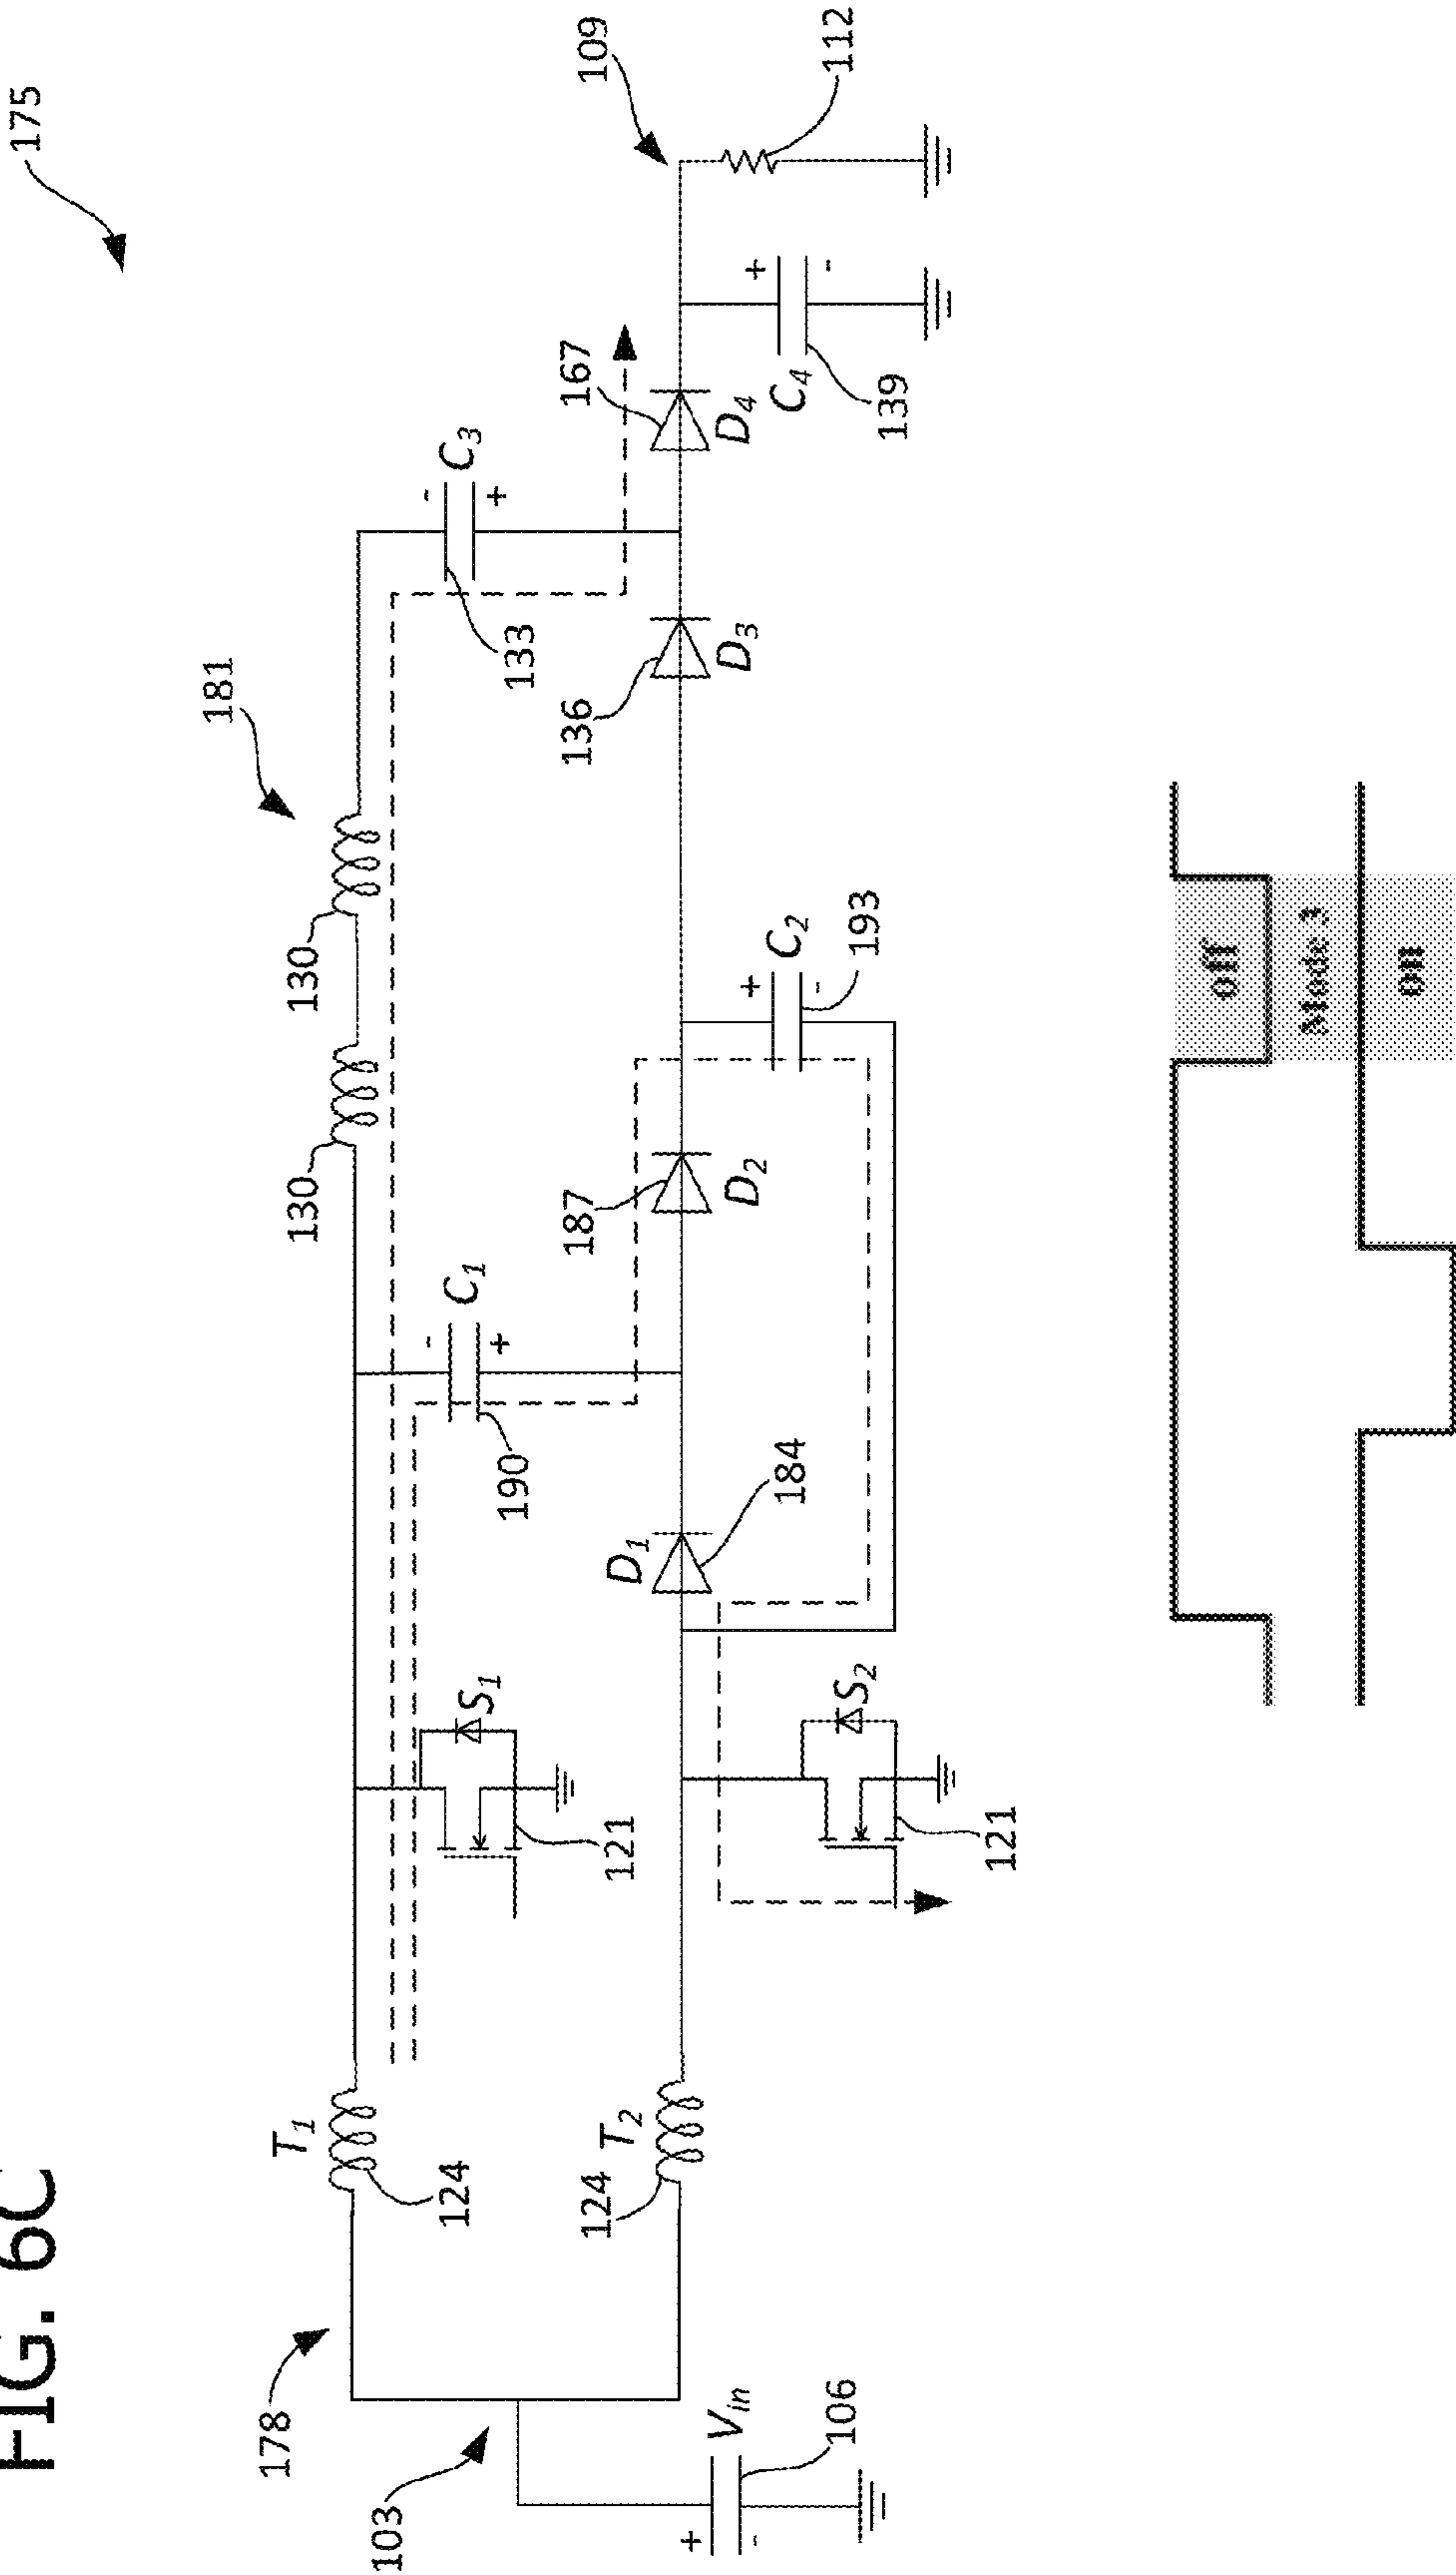 FIG. 6C
175
178
T₁
124
130
130
181
103
S₁
121
190
- C₁ +
133
- C₃ +
109
T₂
124
D₁
184
187
D₂
136
D₃
167
D₄
112
+ Vin -
106
S₂
121
+ C₂ -
193
+ C₄ -
139
off
Mode 3
on